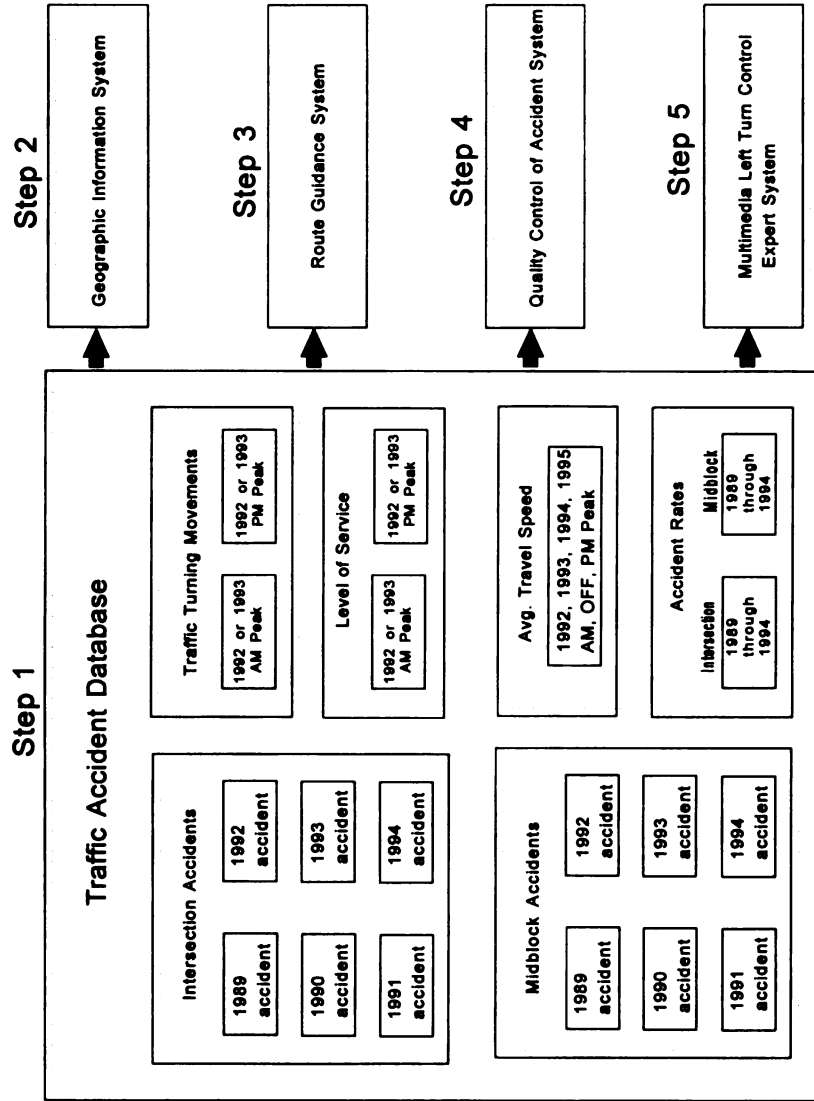 Step 1
Traffic Accident Database
Intersection Accidents
1989
accident
1992
accident
1990
accident
1993
accident
1991
accident
1994
accident
Midblock Accidents
1989
accident
1992
accident
1990
accident
1993
accident
1991
accident
1994
accident
Traffic Turning Movements
1992 or 1993
AM Peak
1992 or 1993
PM Peak
Level of Service
1992 or 1993
AM Peak
1992 or 1993
PM Peak
Avg. Travel Speed
1992, 1993, 1994, 1995
AM, OFF, PM Peak
Accident Rates
Intersection
1989
through
1994
Midblock
1989
through
1994
Step 2
Geographic Information System
Step 3
Route Guidance System
Step 4
Quality Control of Accident System
Step 5
Multimedia Left Turn Control
Expert System